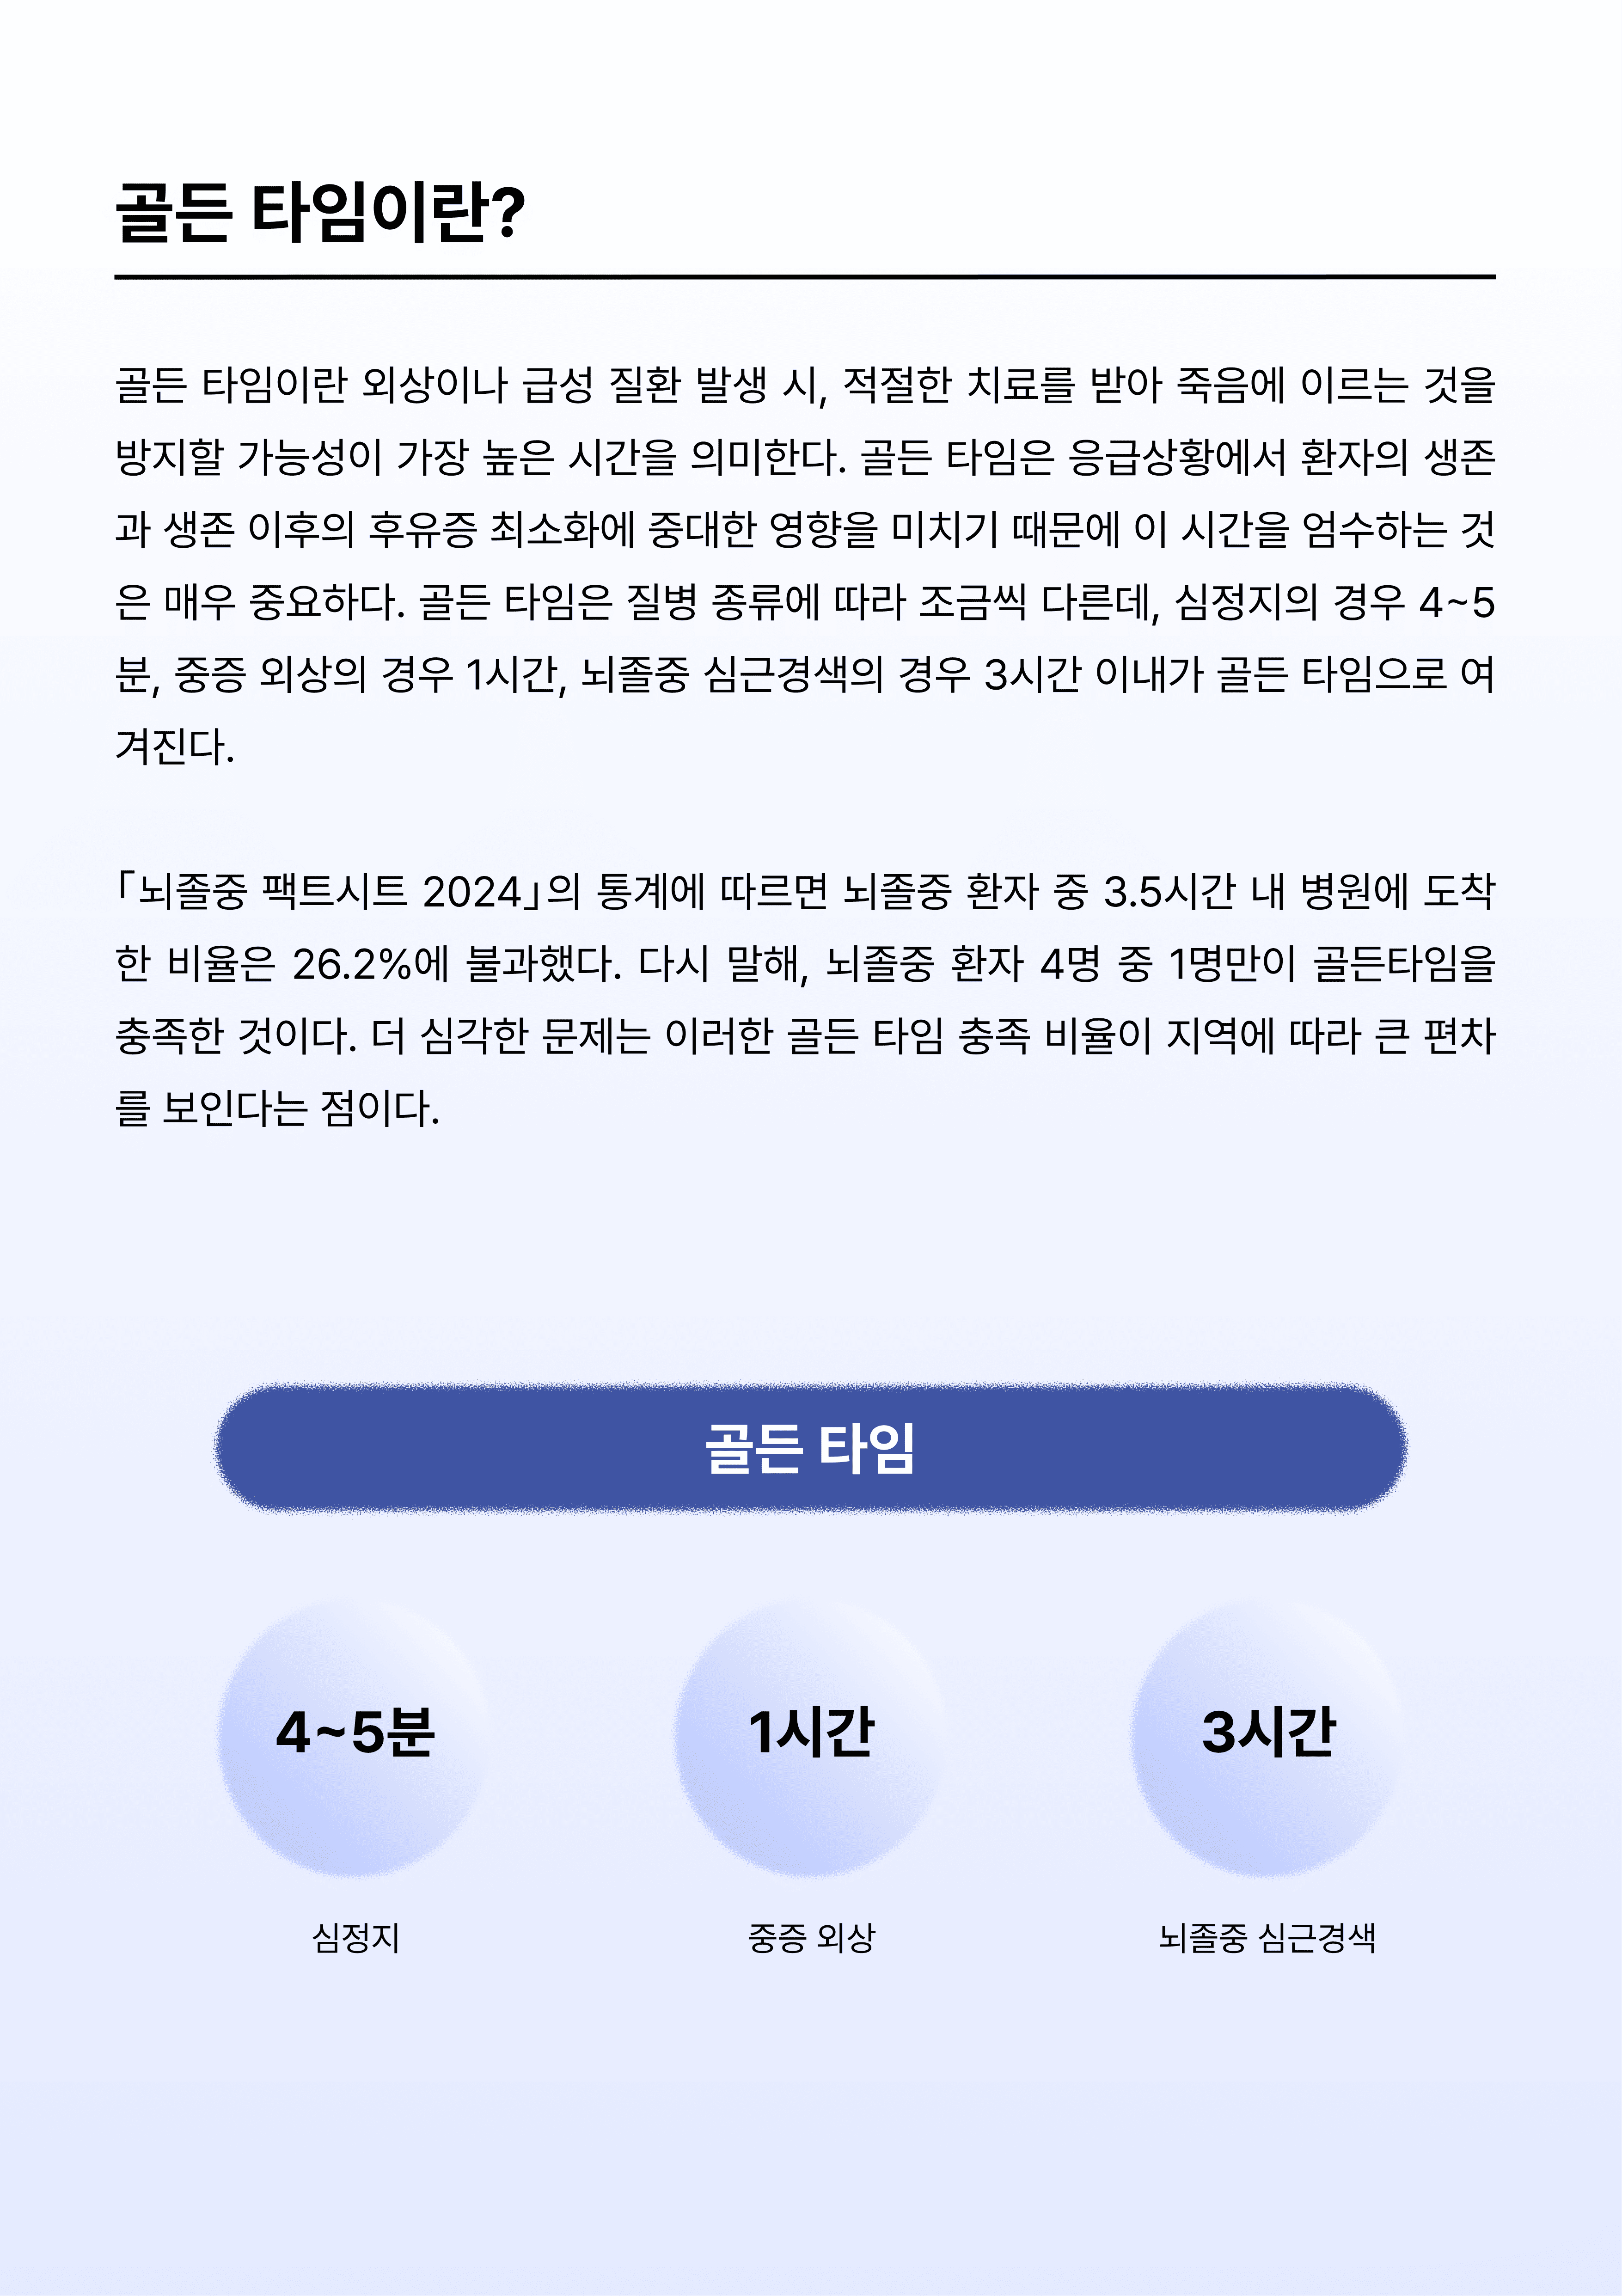 골든 타임이란?
골든 타임이란 외상이나 급성 질환 발생 시, 적절한 치료를 받아 죽음에 이르는 것을
방지할 가능성이 가장 높은 시간을 의미한다. 골든 타임은 응급상황에서 환자의 생존
과 생존 이후의 후유증 최소화에 중대한 영향을 미치기 때문에 이 시간을 엄수하는 것
은 매우 중요하다. 골든 타임은 질병 종류에 따라 조금씩 다른데, 심정지의 경우 4~5
분, 중증 외상의 경우 1시간, 뇌졸중 심근경색의 경우 3시간 이내가 골든 타임으로 여
겨진다.
「뇌졸중 팩트시트 2024」의 통계에 따르면 뇌졸중 환자 중 3.5시간 내 병원에 도착
한 비율은 26.2%에 불과했다. 다시 말해, 뇌졸중 환자 4명 중 1명만이 골든타임을
충족한 것이다. 더 심각한 문제는 이러한 골든 타임 충족 비율이 지역에 따라 큰 편차
를 보인다는 점이다.
골든 타임
4~5분
1시간
3시간
심정지
중증 외상
뇌졸중 심근경색